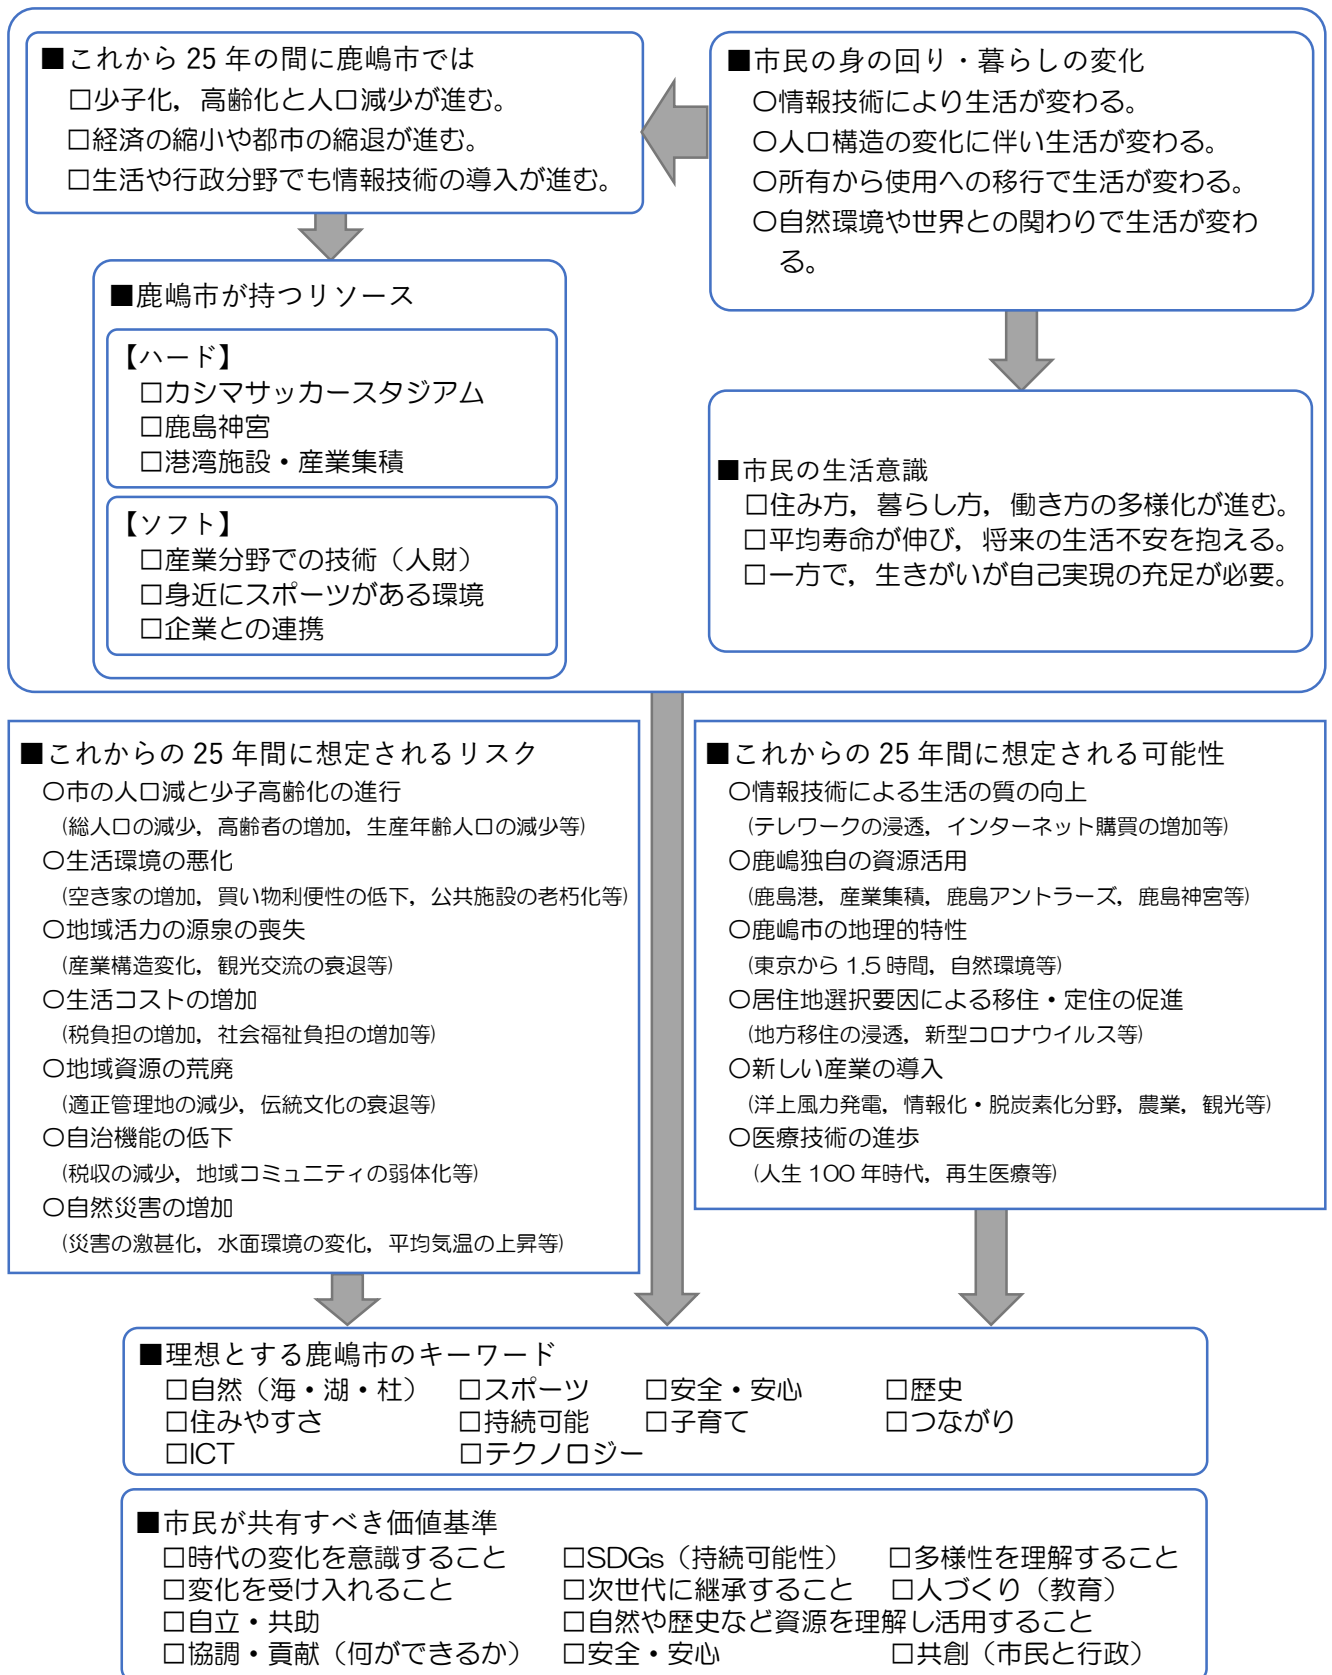 ■これから 25 年の間に鹿嶋市では
□少子化，高齢化と人口減少が進む。
□経済の縮小や都市の縮退が進む。
□生活や行政分野でも情報技術の導入が進む。
■市民の身の回り・暮らしの変化
○情報技術により生活が変わる。
○人口構造の変化に伴い生活が変わる。
○所有から使用への移行で生活が変わる。
○自然環境や世界との関わりで生活が変わ
る。
■鹿嶋市が持つリソース
【ハード】
□カシマサッカースタジアム
□鹿島神宮
□港湾施設・産業集積
【ソフト】
□産業分野での技術（人財）
□身近にスポーツがある環境
□企業との連携
■市民の生活意識
□住み方，暮らし方，働き方の多様化が進む。
□平均寿命が伸び，将来の生活不安を抱える。
□一方で，生きがいが自己実現の充足が必要。
■これからの 25 年間に想定されるリスク
○市の人口減と少子高齢化の進行
（総人口の減少，高齢者の増加，生産年齢人口の減少等）
○生活環境の悪化
（空き家の増加，買い物利便性の低下，公共施設の老朽化等）
○地域活力の源泉の喪失
（産業構造変化，観光交流の衰退等）
○生活コストの増加
（税負担の増加，社会福祉負担の増加等）
○地域資源の荒廃
（適正管理地の減少，伝統文化の衰退等）
○自治機能の低下
（税収の減少，地域コミュニティの弱体化等）
○自然災害の増加
（災害の激甚化，水面環境の変化，平均気温の上昇等）
■これからの 25 年間に想定される可能性
○情報技術による生活の質の向上
（テレワークの浸透，インターネット購買の増加等）
○鹿嶋独自の資源活用
（鹿島港，産業集積，鹿島アントラーズ，鹿島神宮等）
○鹿嶋市の地理的特性
（東京から 1.5 時間，自然環境等）
○居住地選択要因による移住・定住の促進
（地方移住の浸透，新型コロナウイルス等）
○新しい産業の導入
（洋上風力発電，情報化・脱炭素化分野，農業，観光等）
○医療技術の進歩
（人生 100 年時代，再生医療等）
■理想とする鹿嶋市のキーワード
□自然（海・湖・杜） □スポーツ □安全・安心 □歴史
□住みやすさ □持続可能 □子育て □つながり
□ICT □テクノロジー
■市民が共有すべき価値基準
□時代の変化を意識すること □SDGs（持続可能性） □多様性を理解すること
□変化を受け入れること □次世代に継承すること □人づくり（教育）
□自立・共助 □自然や歴史など資源を理解し活用すること
□協調・貢献（何ができるか） □安全・安心 □共創（市民と行政）